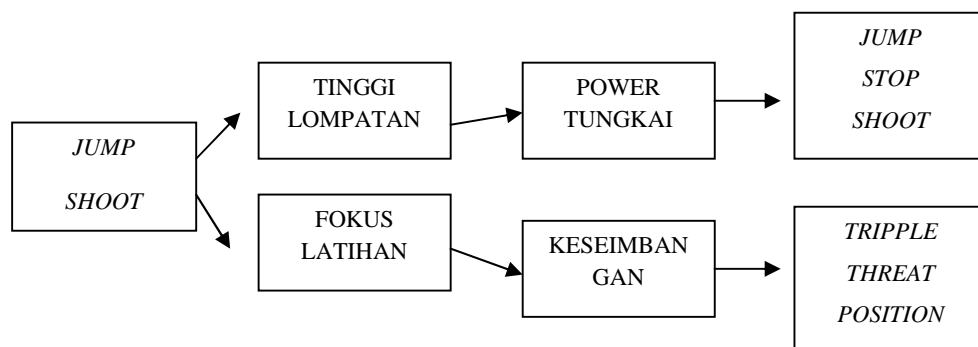 JUMP
SHOOT
TINGGI
LOMPATAN
POWER
TUNGKAI
JUMP
STOP
SHOOT
FOKUS
LATIHAN
KESEIMBAN
GAN
TRIPPLE
THREAT
POSITION